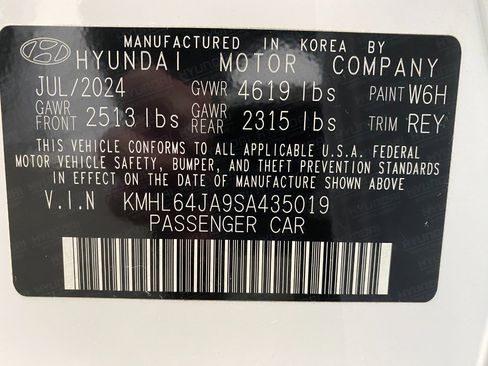 MANUFACTURED IN KOREA BY
HYUNDAI MOTOR COMPANY
JUL/2024 GVWR 4619 lbs PAINT W6H
GAWR FRONT 2513 lbs GAWR REAR 2315 lbs TRIM REY
THIS VEHICLE CONFORMS TO ALL APPLICABLE U.S.A. FEDERAL
MOTOR VEHICLE SAFETY, BUMPER, AND THEFT PREVENTION STANDARDS
IN EFFECT ON THE DATE OF MANUFACTURE SHOWN ABOVE.
V.I.N KMHL64JA9SA435019
PASSENGER CAR